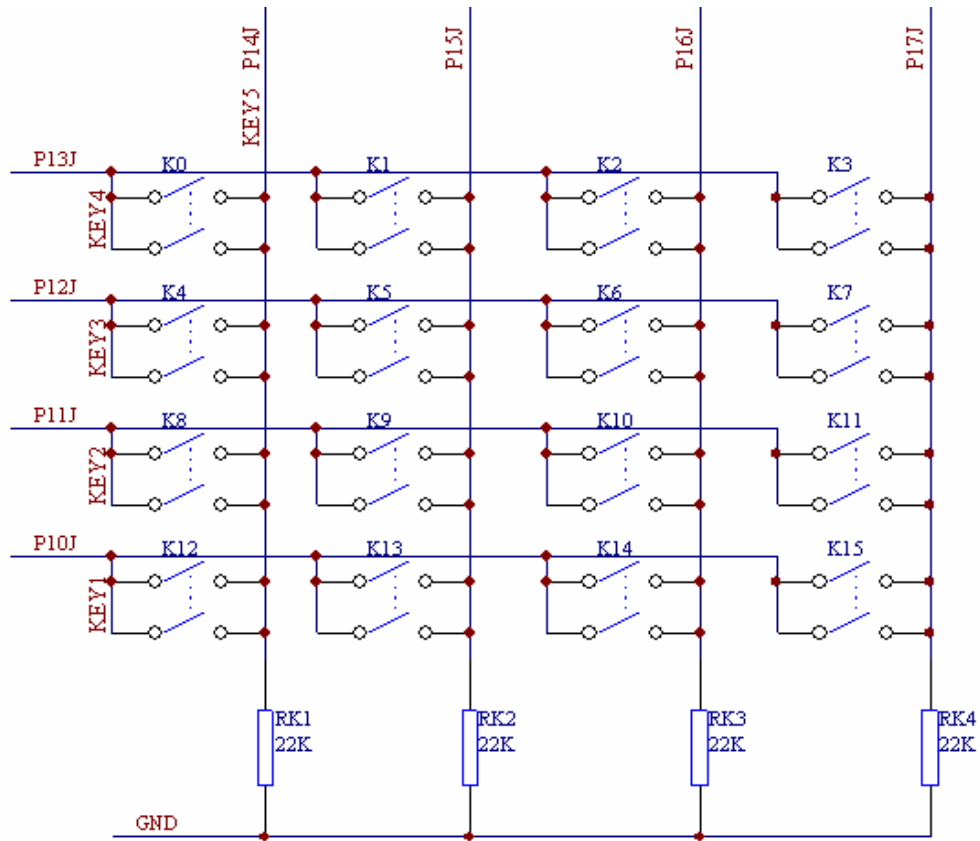 P14J
P15J
P16J
P17J
KEY5
P13J
K0
K1
K2
K3
KEY4
P12J
K4
K5
K6
K7
KEY3
P11J
K8
K9
K10
K11
KEY2
P10J
K12
K13
K14
K15
KEY1
RK1
22K
RK2
22K
RK3
22K
RK4
22K
GND